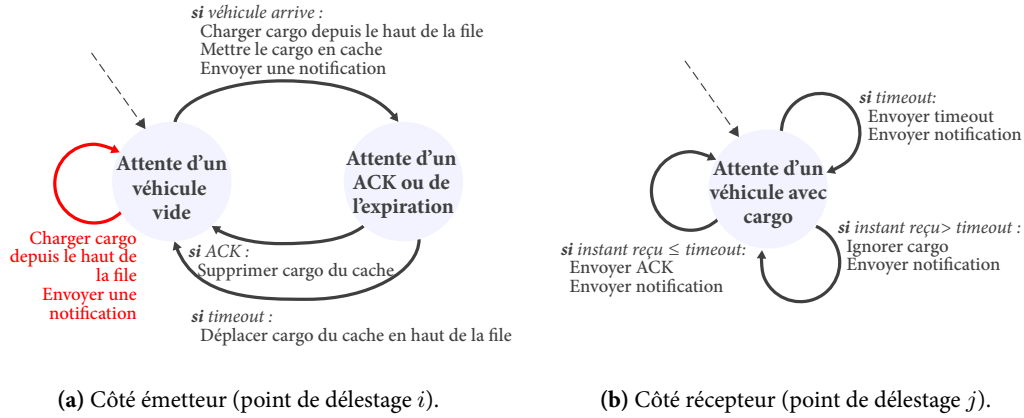 si véhicule arrive :
Charger cargo depuis le haut de la file
Mettre le cargo en cache
Envoyer une notification
Attente d'un
véhicule
vide
Attente d'un
ACK ou de
l'expiration
Charger cargo
depuis le haut de
la file
Envoyer une
notification
si ACK :
Supprimer cargo du cache
si timeout :
Déplacer cargo du cache en haut de la file
(a) Côté émetteur (point de délestage i).
si timeout:
Envoyer timeout
Envoyer notification
Attente d'un
véhicule avec
cargo
si instant reçu ≤ timeout:
Envoyer ACK
Envoyer notification
si instant reçu> timeout :
Ignorer cargo
Envoyer notification
(b) Côté récepteur (point de délestage j).